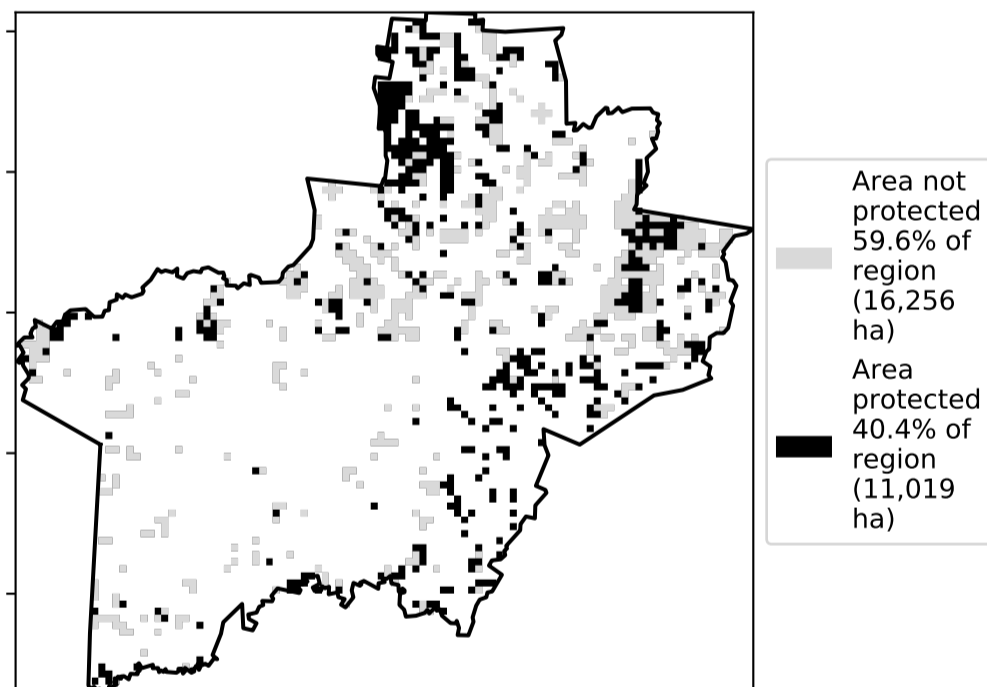 Area not
protected
59.6% of
region
(16,256
ha)
Area
protected
40.4% of
region
(11,019
ha)